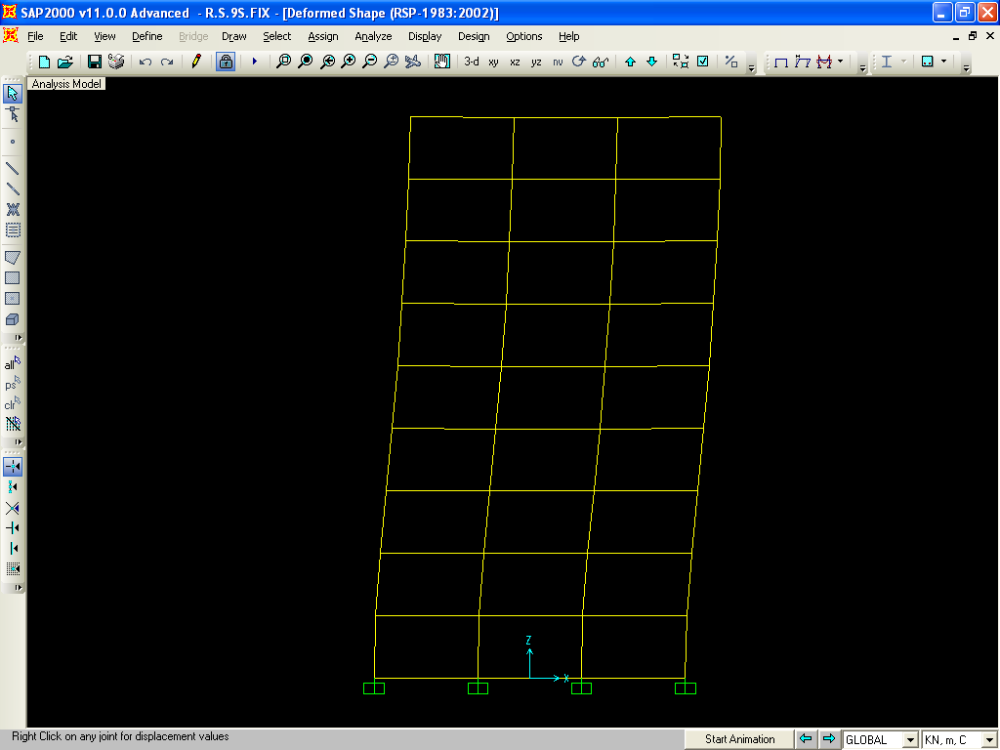 SAP2000 v11.0.0 Advanced - R.S.9S.FIX - [Deformed Shape (RSP-1983:2002)]
File Edit View Define Bridge Draw Select Assign Analyze Display Design Options Help
3-d xy xz yz nv
Analysis Model
all
ps
clr
Z
X
Right Click on any joint for displacement values
Start Animation
GLOBAL
KN, m, C